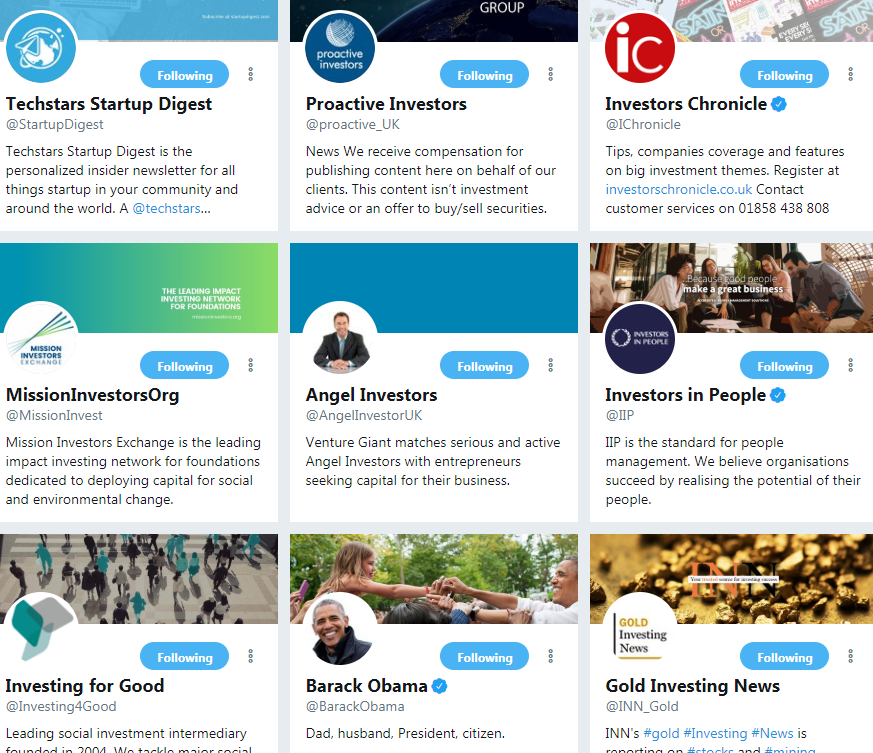 Subscribe at startupdigest.com
Following
Techstars Startup Digest
@StartupDigest
Techstars Startup Digest is the
personalized insider newsletter for all
things startup in your community and
around the world. A @techstars...
GROUP
proactive
investors
Following
Proactive Investors
@proactive_UK
News We receive compensation for
publishing content here on behalf of our
clients. This content isn’t investment
advice or an offer to buy/sell securities.
ic
Following
Investors Chronicle
@IChronicle
Tips, companies coverage and features
on big investment themes. Register at
investorschronicle.co.uk Contact
customer services on 01858 438 808
THE LEADING IMPACT
INVESTING NETWORK
FOR FOUNDATIONS
missioninvestors.org
MISSION
INVESTORS
EXCHANGE
Following
MissionInvestorsOrg
@MissionInvest
Mission Investors Exchange is the leading
impact investing network for foundations
dedicated to deploying capital for social
and environmental change.
Following
Angel Investors
@AngelInvestorUK
Venture Giant matches serious and active
Angel Investors with entrepreneurs
seeking capital for their business.
Because good people
make a great business
INVESTORS
IN PEOPLE
Following
Investors in People
@IIP
IIP is the standard for people
management. We believe organisations
succeed by realising the potential of their
people.
Following
Investing for Good
@Investing4Good
Leading social investment intermediary
founded in 2004. We tackle major social
Following
Barack Obama
@BarackObama
Dad, husband, President, citizen.
INN
Your trusted source for investing success
GOLD
Investing
News
Following
Gold Investing News
@INN_Gold
INN's #gold #Investing #News is
reporting on #stocks and #mining